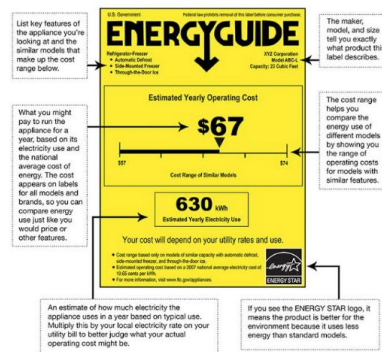 List key features of
the appliance you're
looking at and the
similar models that
make up the cost
range below.
What you might
pay to run the
appliance for a
year, based on its
electricity use and
the national
average cost of
energy. The cost
appears on labels
for all models and
brands, so you can
compare energy
use just like you
would price or
other features.
An estimate of how much electricity the
appliance uses in a year based on typical use.
Multiply this by your local electricity rate on your
utility bill to better judge what your actual
operating cost might be.
U.S. Government
Federal law prohibits removal of this label before consumer purchase.
ENERGYGUIDE
Refrigerator-Freezer
• Automatic Defrost
• Side-Mounted Freezer
• Through-the-Door Ice
XYZ Corporation
Model ABC-L
Capacity: 23 Cubic Feet
Estimated Yearly Operating Cost
$67
$57
$74
Cost Range of Similar Models
630 kWh
Estimated Yearly Electricity Use
Your cost will depend on your utility rates and use.
• Cost range based only on models of similar capacity with automatic defrost,
side-mounted freezer, and through-the-door ice.
• Estimated operating cost based on a 2007 national average electricity cost of
10.65 cents per kWh.
• For more information, visit www.ftc.gov/appliances.
energy
ENERGY STAR
The maker,
model, and size
tell you exactly
what product this
label describes.
The cost range
helps you
compare the
energy use of
different models
by showing you
the range of
operating costs
for models with
similar features.
If you see the ENERGY STAR logo, it
means the product is better for the
environment because it uses less
energy than standard models.